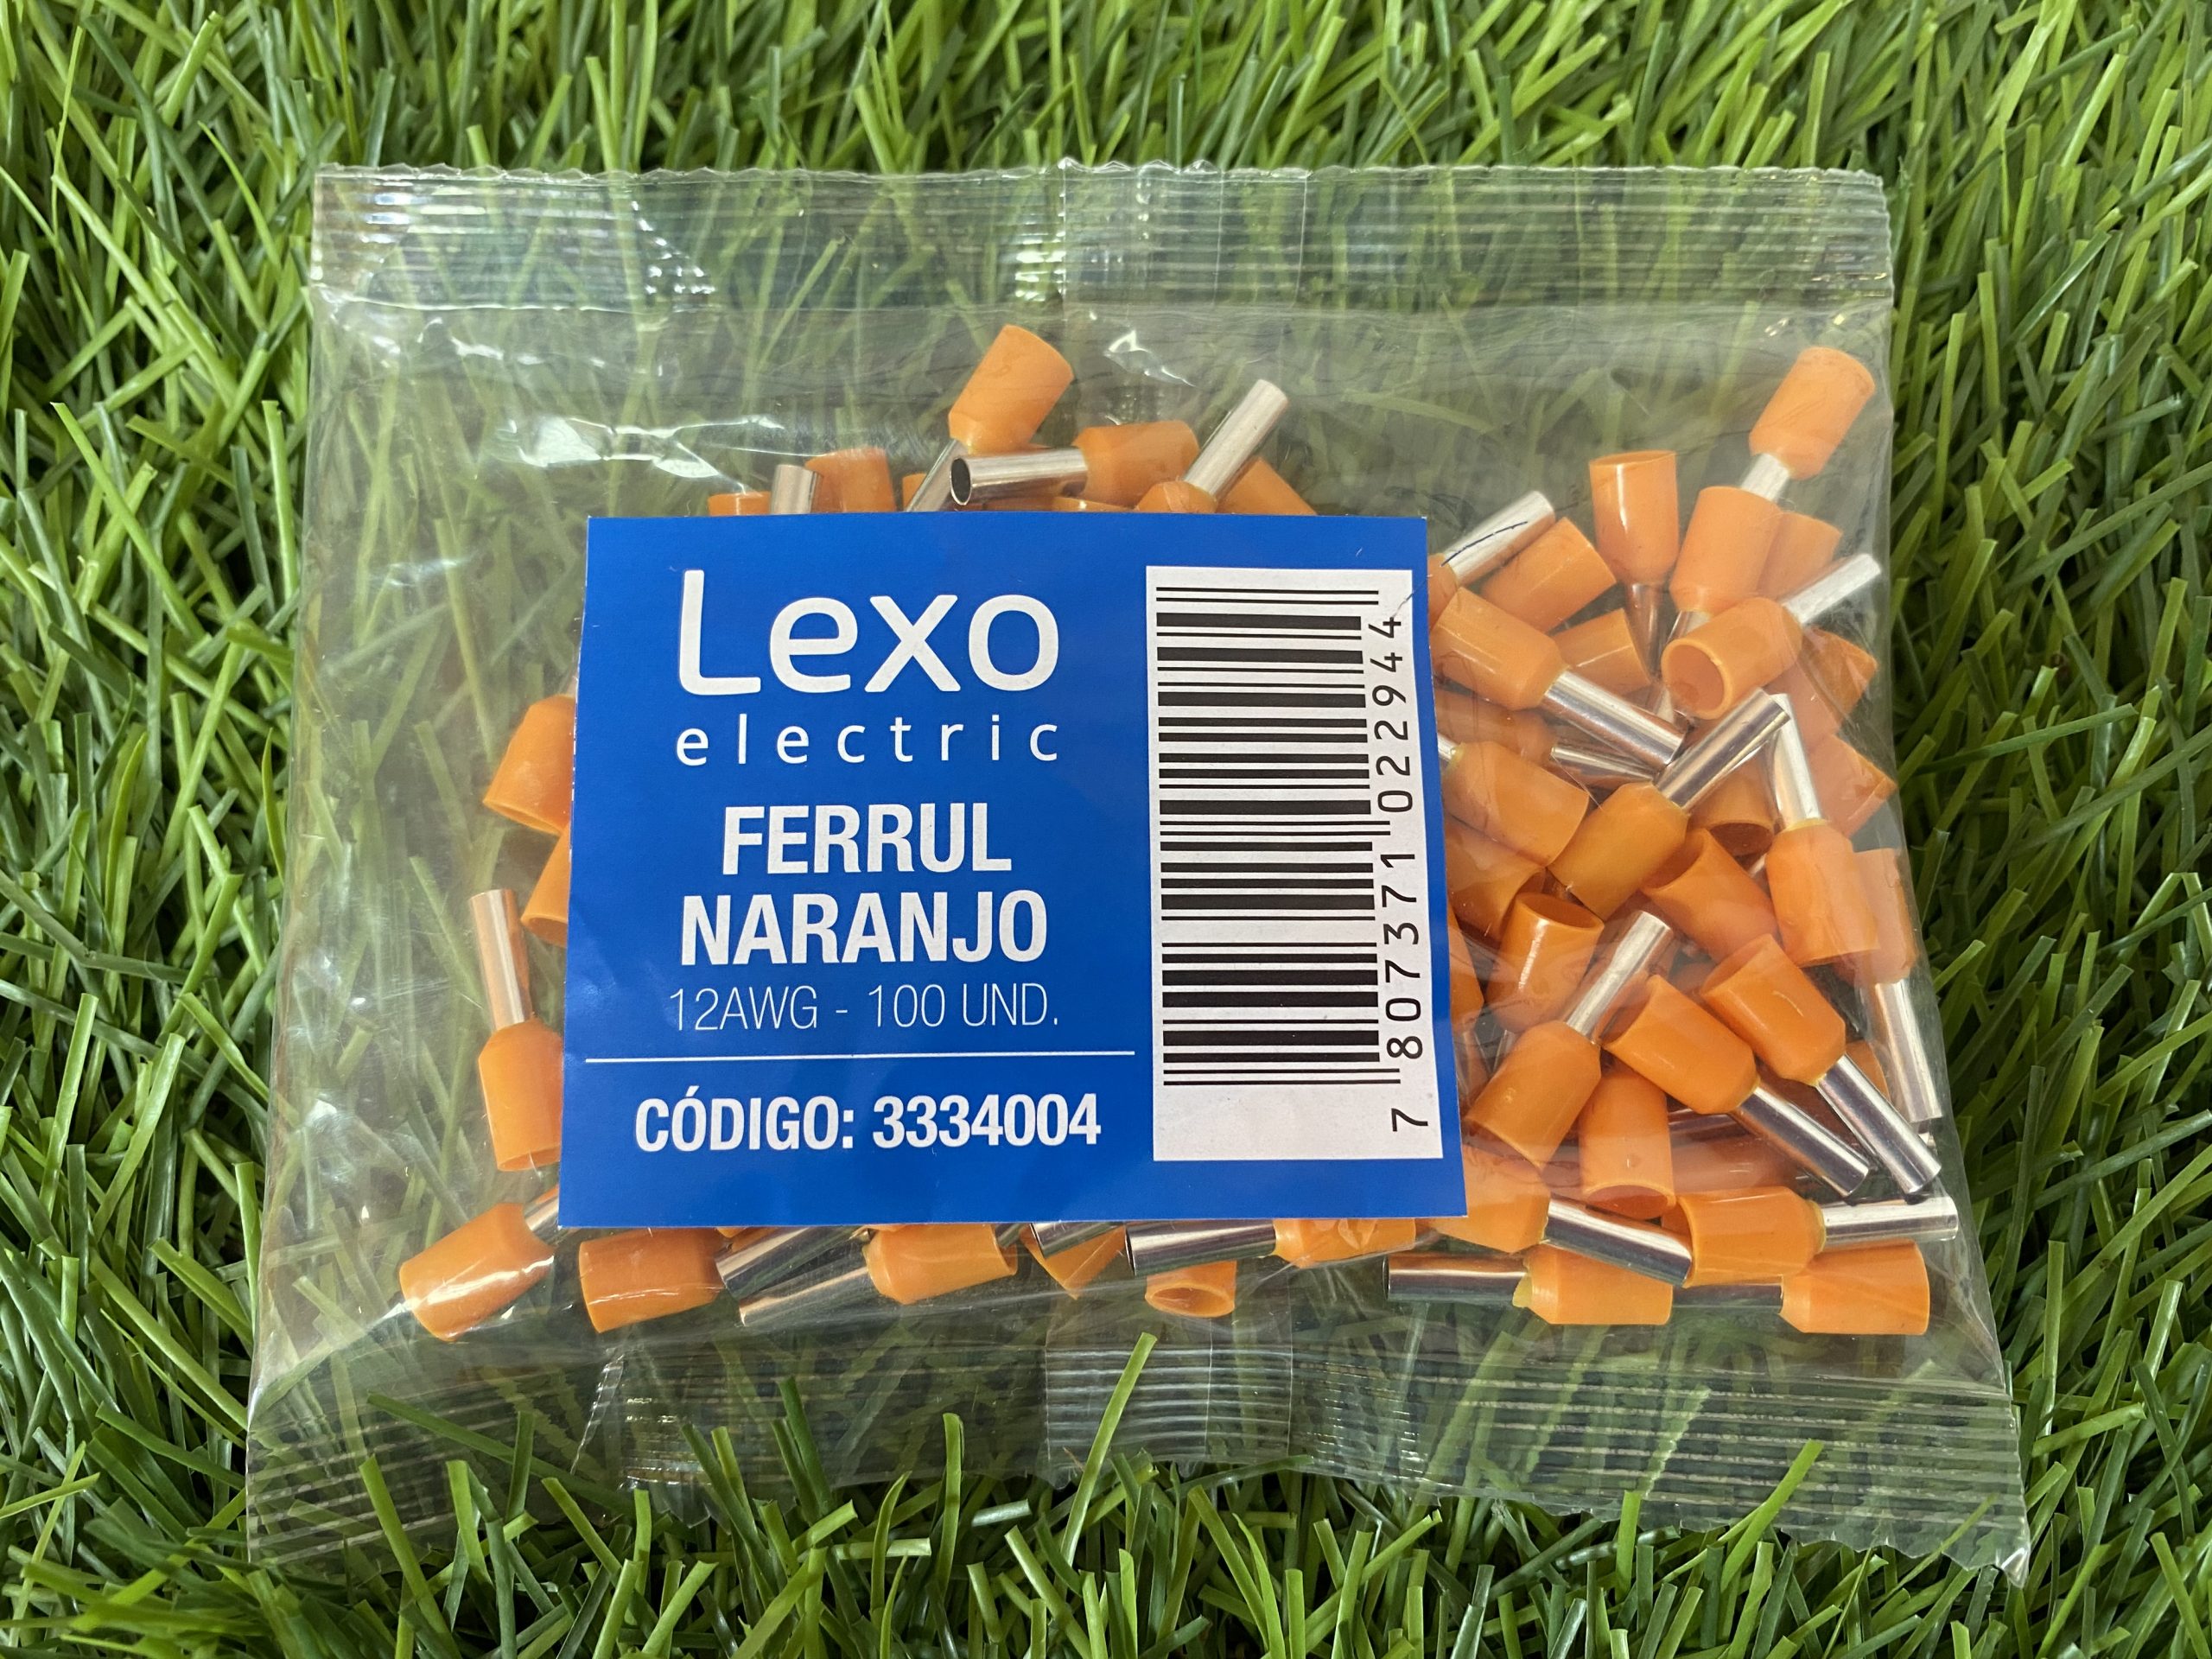 Lexo
electric
FERRUL
NARANJO
12AWG - 100 UND.
CÓDIGO: 3334004
7 807371 022944